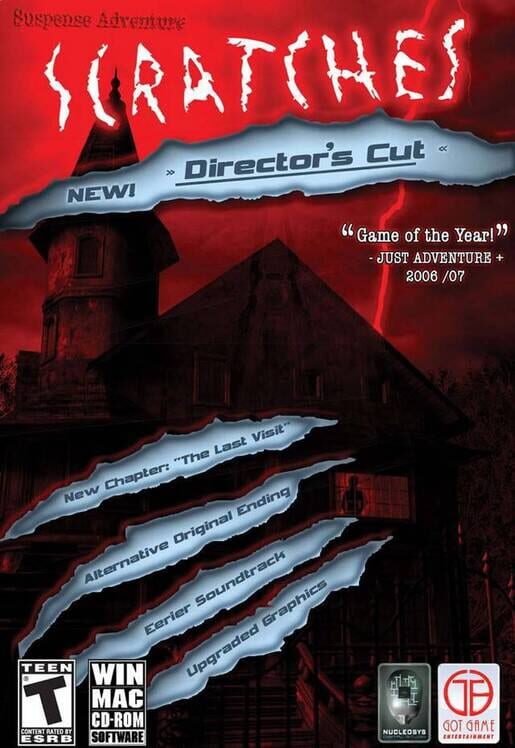 Suspense Adventure
SCRATCHES
NEW! » Director's Cut «
“Game of the Year!”
- JUST ADVENTURE +
2006 /07
New Chapter: "The Last Visit"
Alternative Original Ending
Eerier Soundtrack
Upgraded Graphics
TEEN
T
CONTENT RATED BY
ESRB
WIN
MAC
CD-ROM
SOFTWARE
NUCLEOSYS
GOT GAME
ENTERTAINMENT